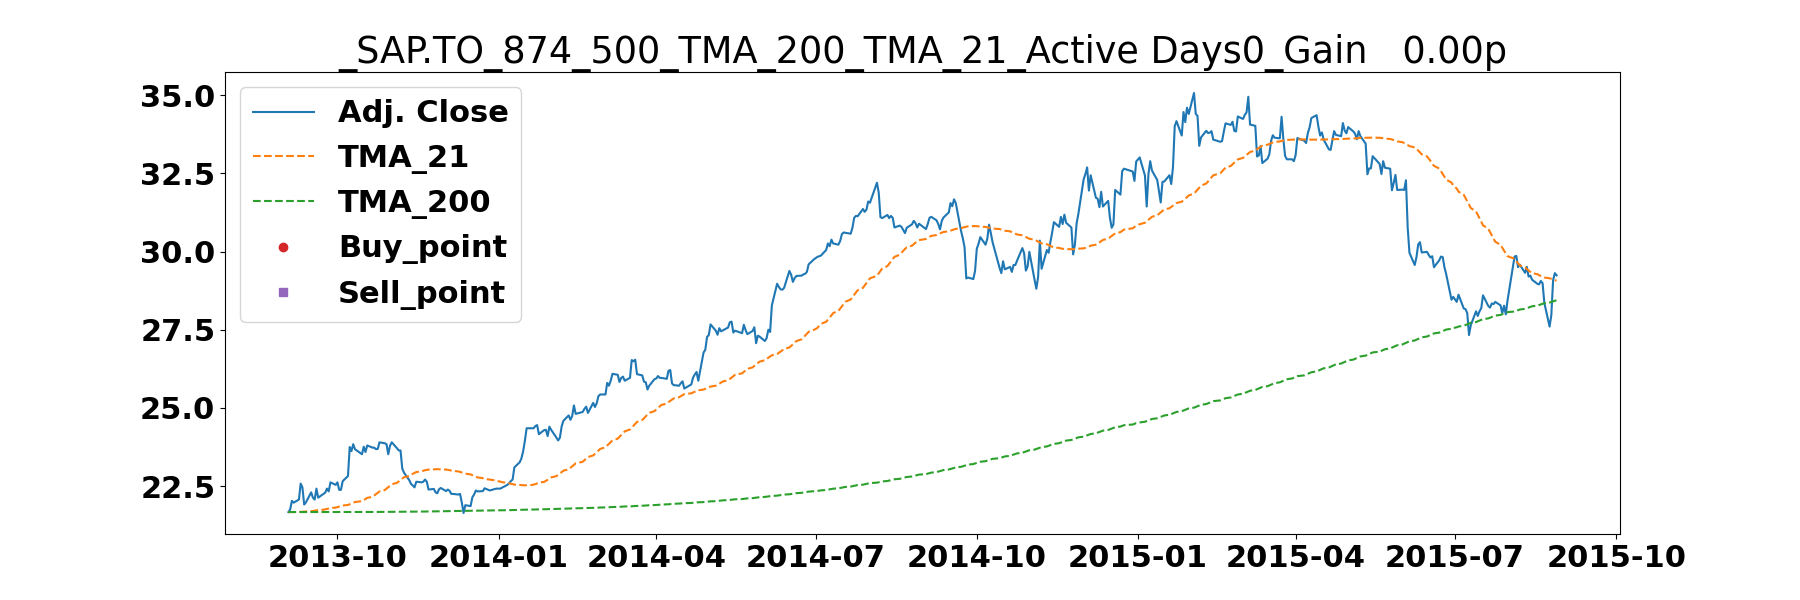 _SAP.TO_874_500_TMA_200_TMA_21_Active Days0_Gain   0.00p
35.0
32.5
30.0
27.5
25.0
22.5
Adj. Close
TMA_21
TMA_200
Buy_point
Sell_point
2013-10 2014-01 2014-04 2014-07 2014-10 2015-01 2015-04 2015-07 2015-10